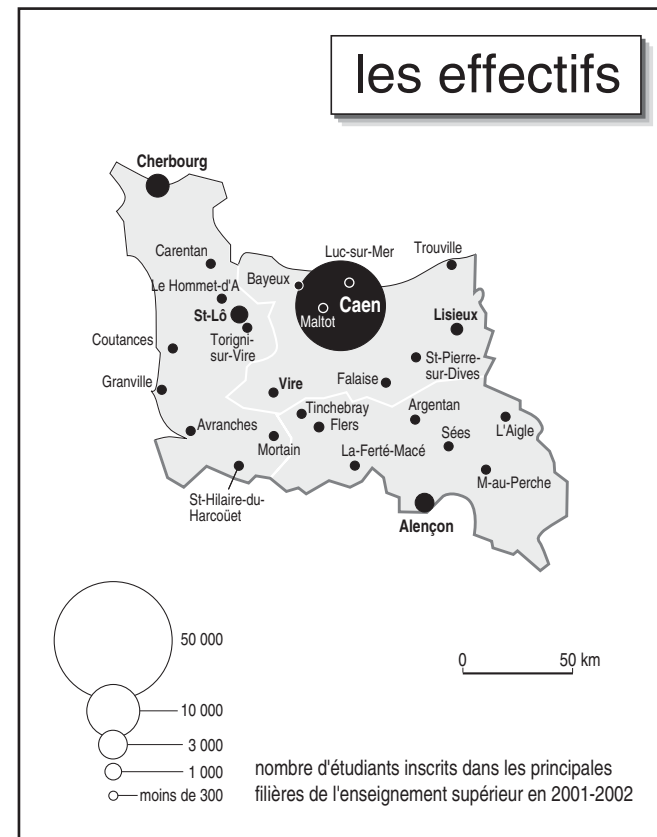 les effectifs
Cherbourg
Carentan
Luc-sur-Mer
Trouville
Bayeux
Le Hommet-d'A
Caen
St-Lô
Maltot
Lisieux
Torigni-
sur-Vire
Coutances
St-Pierre-
sur-Dives
Granville
Vire
Falaise
Tinchebray
Argentan
Avranches
Flers
L'Aigle
Mortain
La-Ferté-Macé
Sées
M-au-Perche
St-Hilaire-du-
Harcoüet
Alençon
50 000
0 50 km
10 000
3 000
1 000
moins de 300
nombre d'étudiants inscrits dans les principales
filières de l'enseignement supérieur en 2001-2002